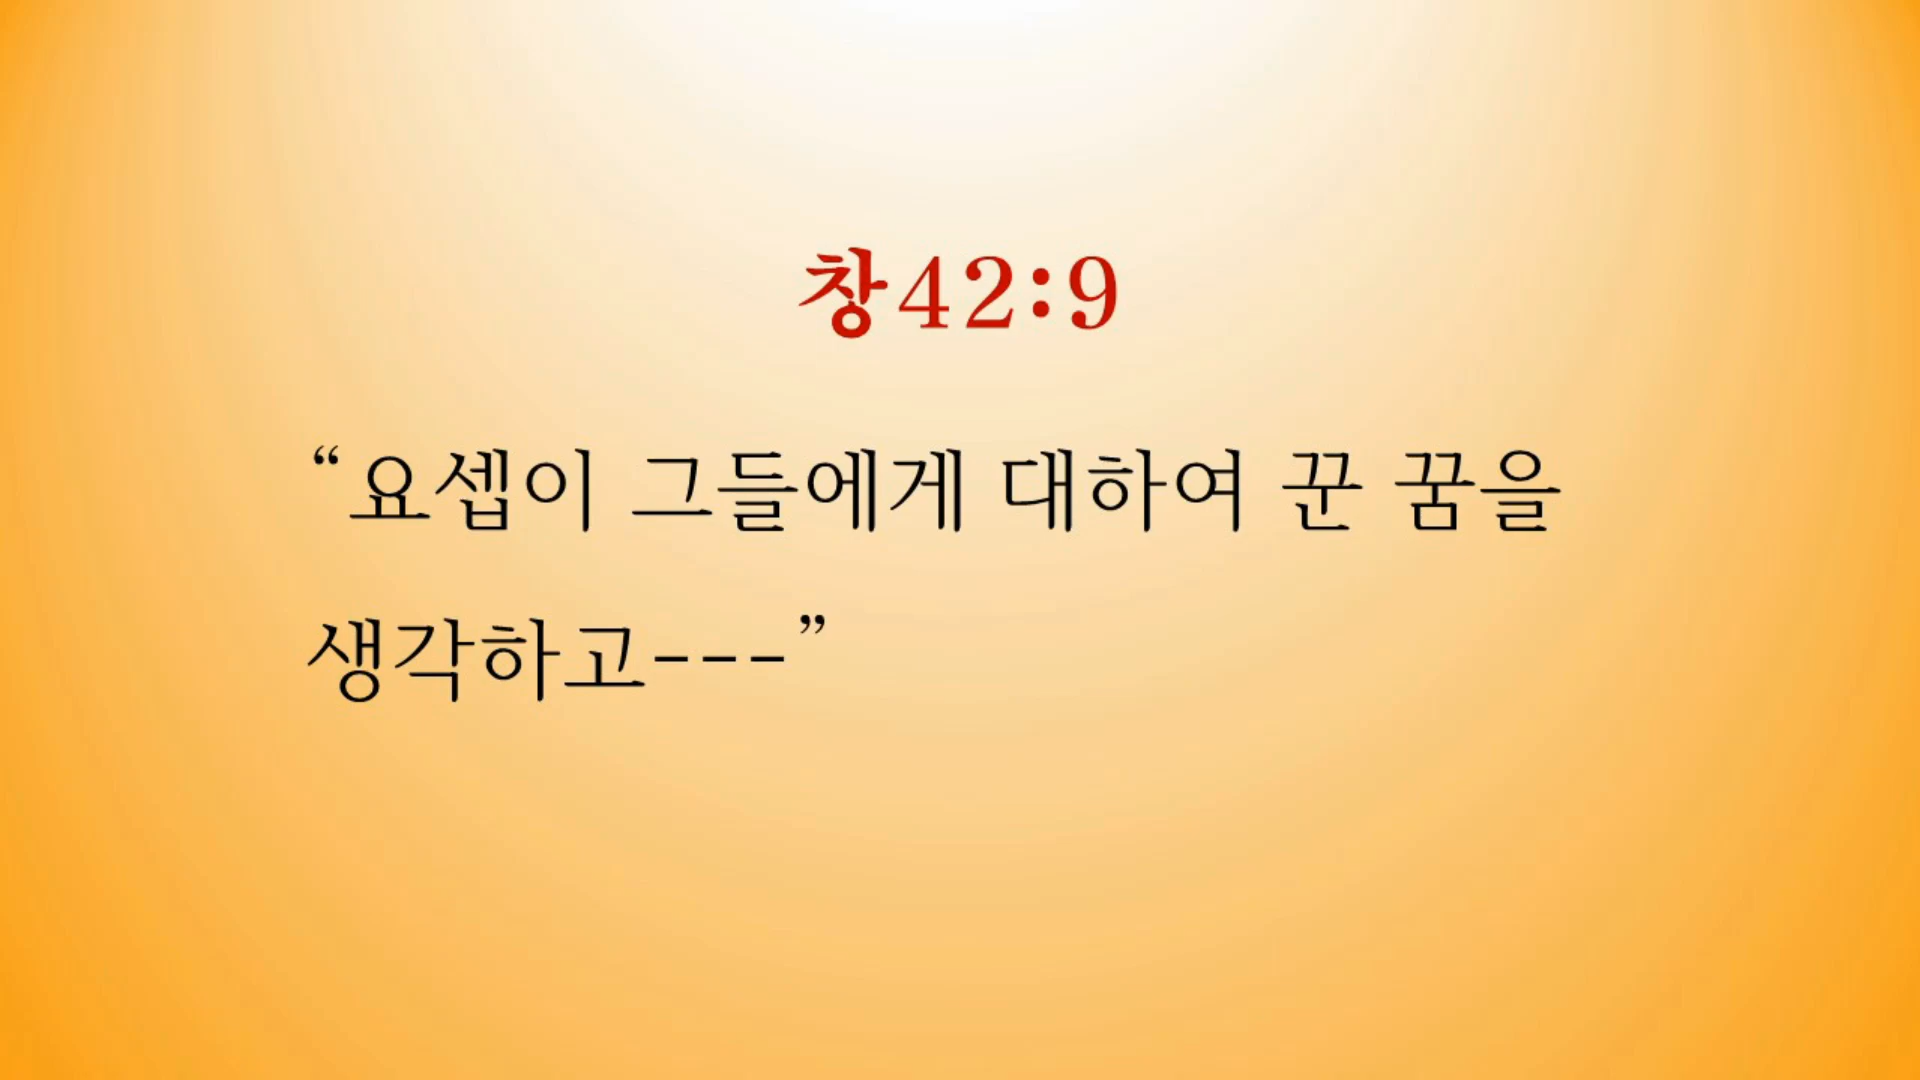 창42:9
“요셉이 그들에게 대하여 꾼 꿈을
생각하고---”